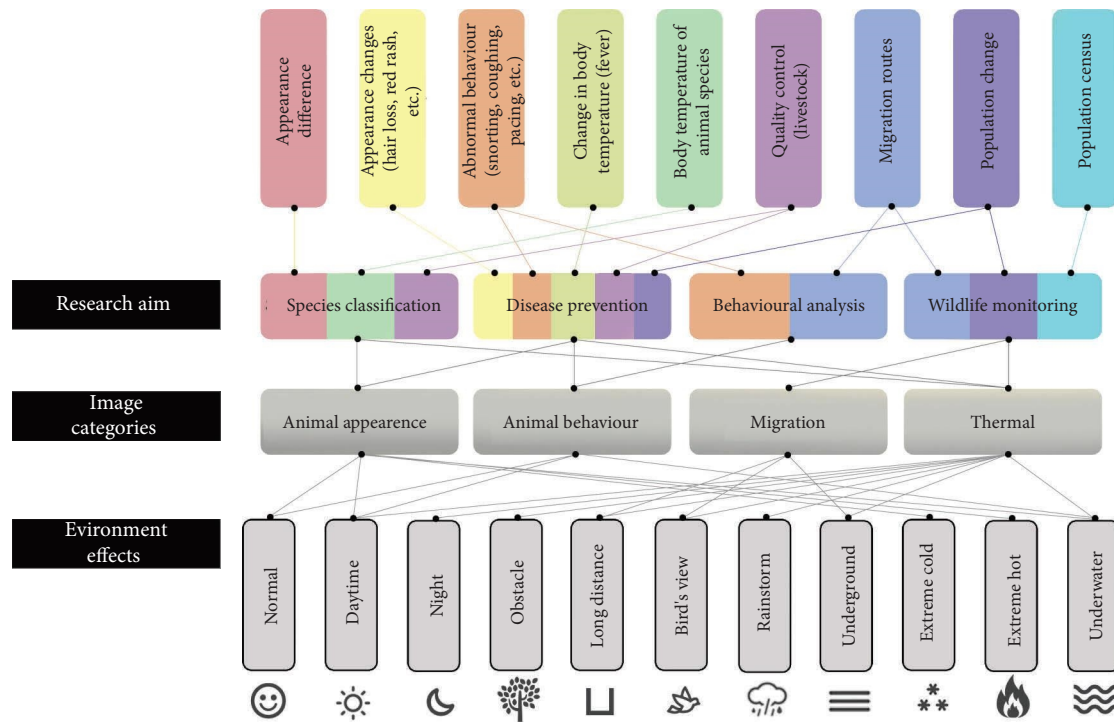 Appearance
difference
Appearance changes
(hair loss, red rash,
etc.)
Abnormal behaviour
(snorting, coughing,
pacing, etc.)
Change in body
temperature (fever)
Body temperature of
animal species
Quality control
(livestock)
Migration routes
Population change
Population census
Research aim
Species classification
Disease prevention
Behavioural analysis
Wildlife monitoring
Image
categories
Animal appearence
Animal behaviour
Migration
Thermal
Evironment
effects
Normal
Daytime
Night
Obstacle
Long distance
Bird's view
Rainstorm
Underground
Extreme cold
Extreme hot
Underwater